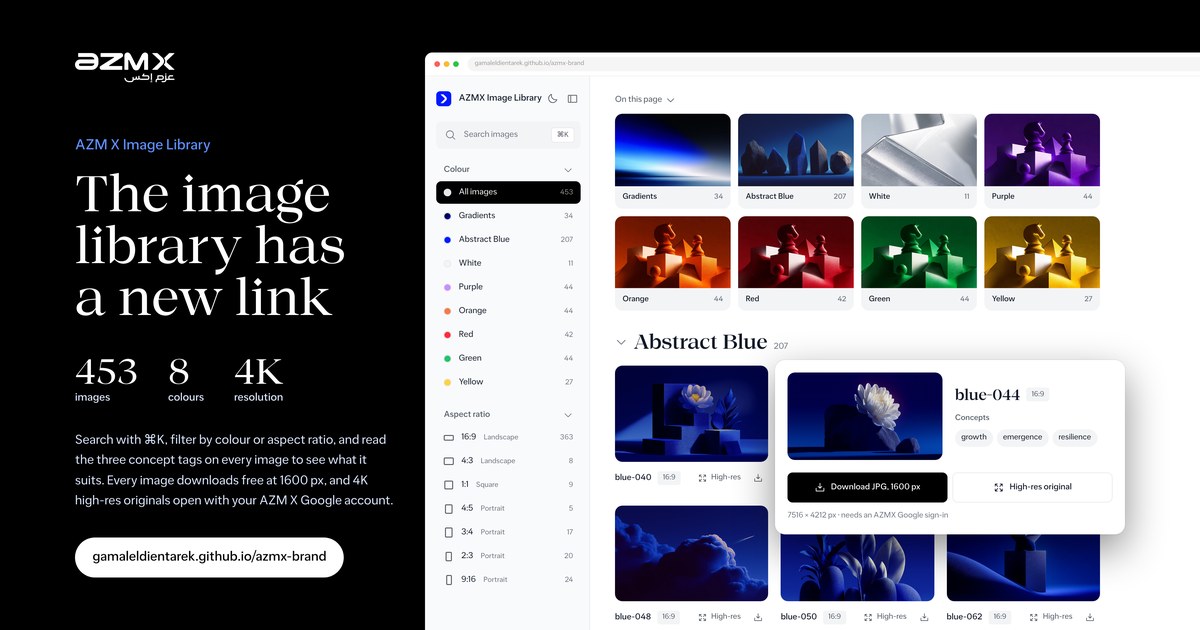 azmx
عزم إكس
AZM X Image Library
The image
library has
a new link
453
images
8
colours
4K
resolution
Search with ⌘K, filter by colour or aspect ratio, and read
the three concept tags on every image to see what it
suits. Every image downloads free at 1600 px, and 4K
high-res originals open with your AZM X Google account.
gamaleldientarek.github.io/azmx-brand
gamaleldientarek.github.io/azmx-brand
AZMX Image Library
Search images ⌘K
Colour
All images 453
Gradients 34
Abstract Blue 207
White 11
Purple 44
Orange 44
Red 42
Green 44
Yellow 27
Aspect ratio
16:9 Landscape 363
4:3 Landscape 8
1:1 Square 9
4:5 Portrait 5
3:4 Portrait 17
2:3 Portrait 20
9:16 Portrait 24
On this page
Gradients 34
Abstract Blue 207
White 11
Purple 44
Orange 44
Red 42
Green 44
Yellow 27
Abstract Blue 207
blue-040 16:9 High-res
blue-044 16:9
Concepts
growth emergence resilience
Download JPG, 1600 px
High-res original
7516 × 4212 px · needs an AZMX Google sign-in
blue-048 16:9 High-res
blue-050 16:9 High-res
blue-062 16:9 High-res